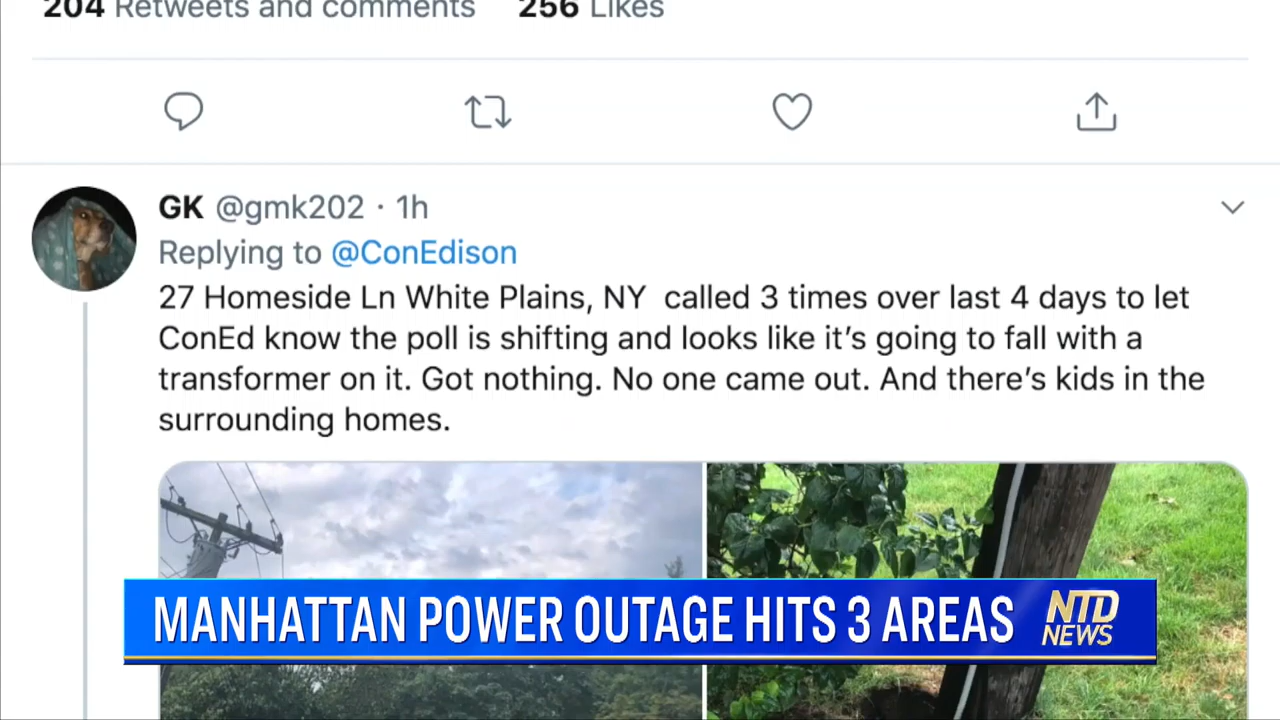 204 Retweets and comments 256 Likes
GK @gmk202 · 1h
Replying to @ConEdison
27 Homeside Ln White Plains, NY called 3 times over last 4 days to let
ConEd know the poll is shifting and looks like it’s going to fall with a
transformer on it. Got nothing. No one came out. And there’s kids in the
surrounding homes.
MANHATTAN POWER OUTAGE HITS 3 AREAS
NTD
NEWS